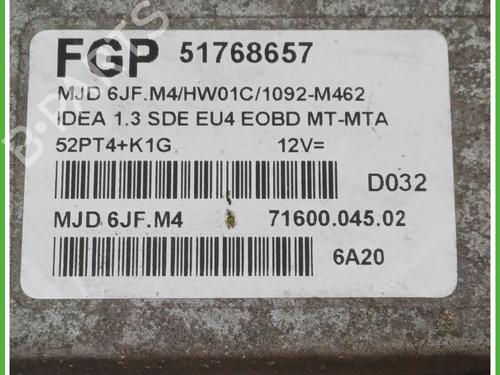 FGP 51768657
MJD 6JF.M4/HW01C/1092-M462
IDEA 1.3 SDE EU4 EOBD MT-MTA
52PT4+K1G 12V=
D032
MJD 6JF.M4 71600.045.02
6A20
B-PARTS